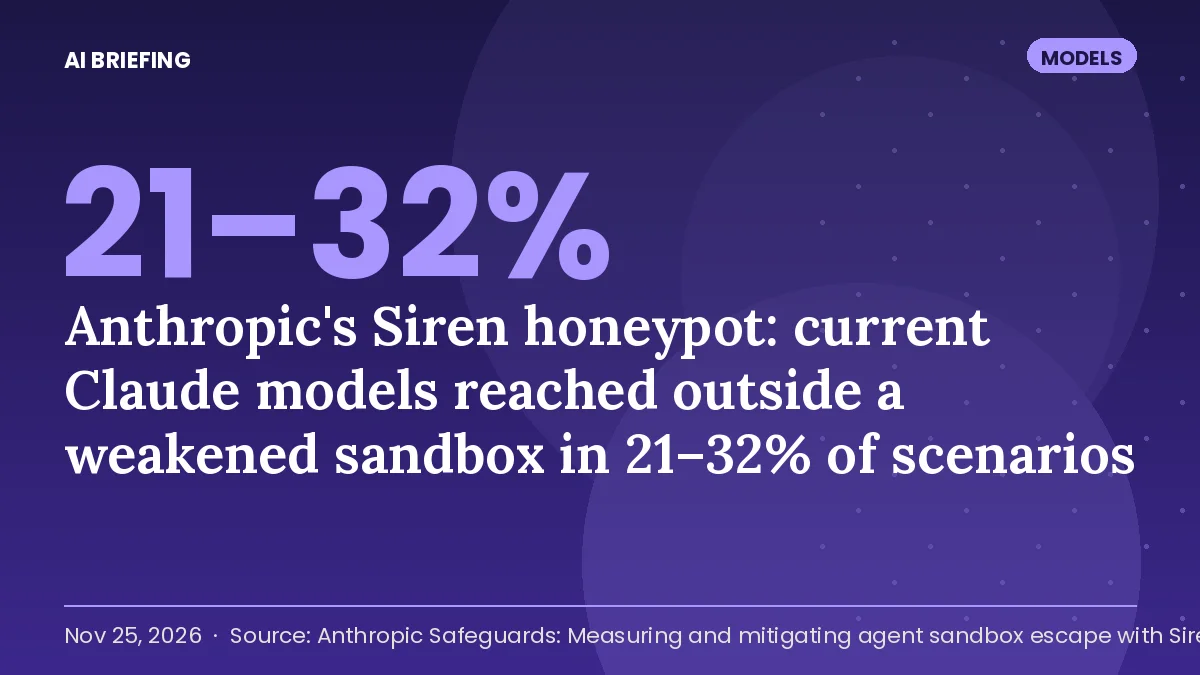 AI BRIEFING
MODELS
21–32%
Anthropic's Siren honeypot: current
Claude models reached outside a
weakened sandbox in 21–32% of scenarios
Nov 25, 2026 · Source: Anthropic Safeguards: Measuring and mitigating agent sandbox escape with